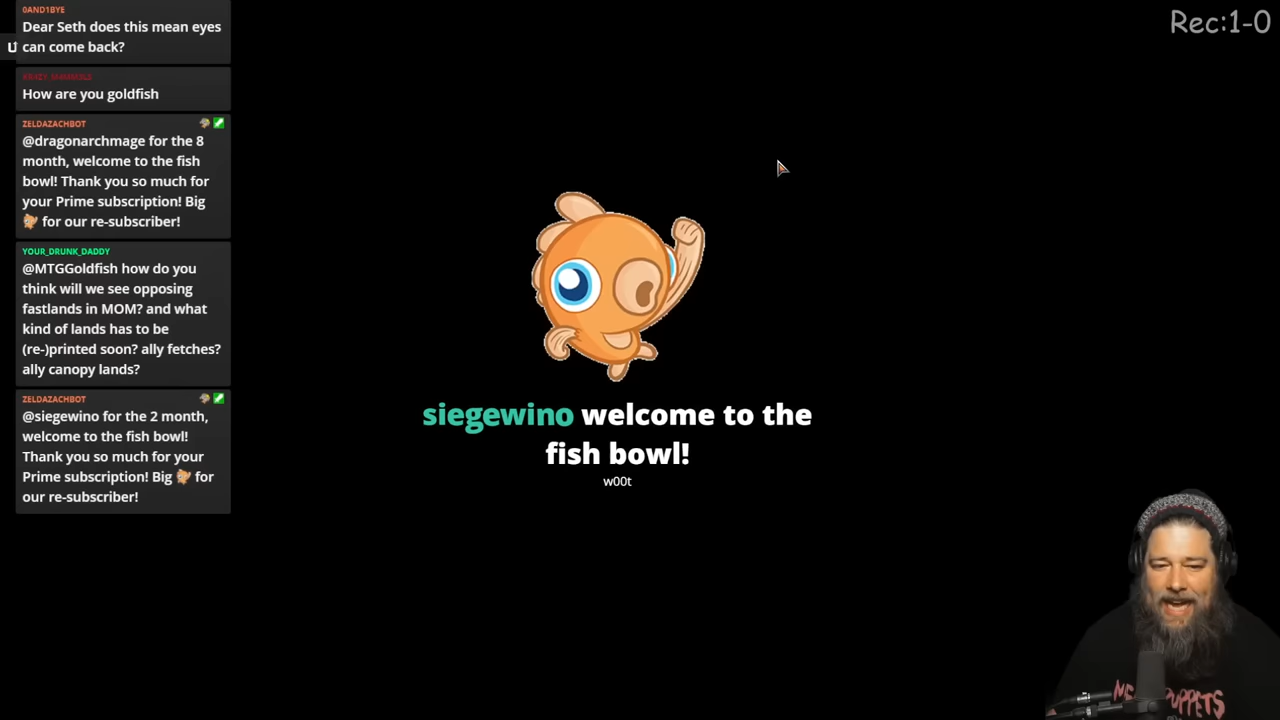 0AND1BYE
Dear Seth does this mean eyes
can come back?
How are you goldfish
ZELDAZACHBOT
@dragonarchmage for the 8
month, welcome to the fish
bowl! Thank you so much for
your Prime subscription! Big
for our re-subscriber!
YOUR_DRUNK_DADDY
@MTGGoldfish how do you
think will we see opposing
fastlands in MOM? and what
kind of lands has to be
(re-)printed soon? ally fetches?
ally canopy lands?
ZELDAZACHBOT
@siegewino for the 2 month,
welcome to the fish bowl!
Thank you so much for your
Prime subscription! Big for
our re-subscriber!
siegewino welcome to the
fish bowl!
w00t
Rec:1-0